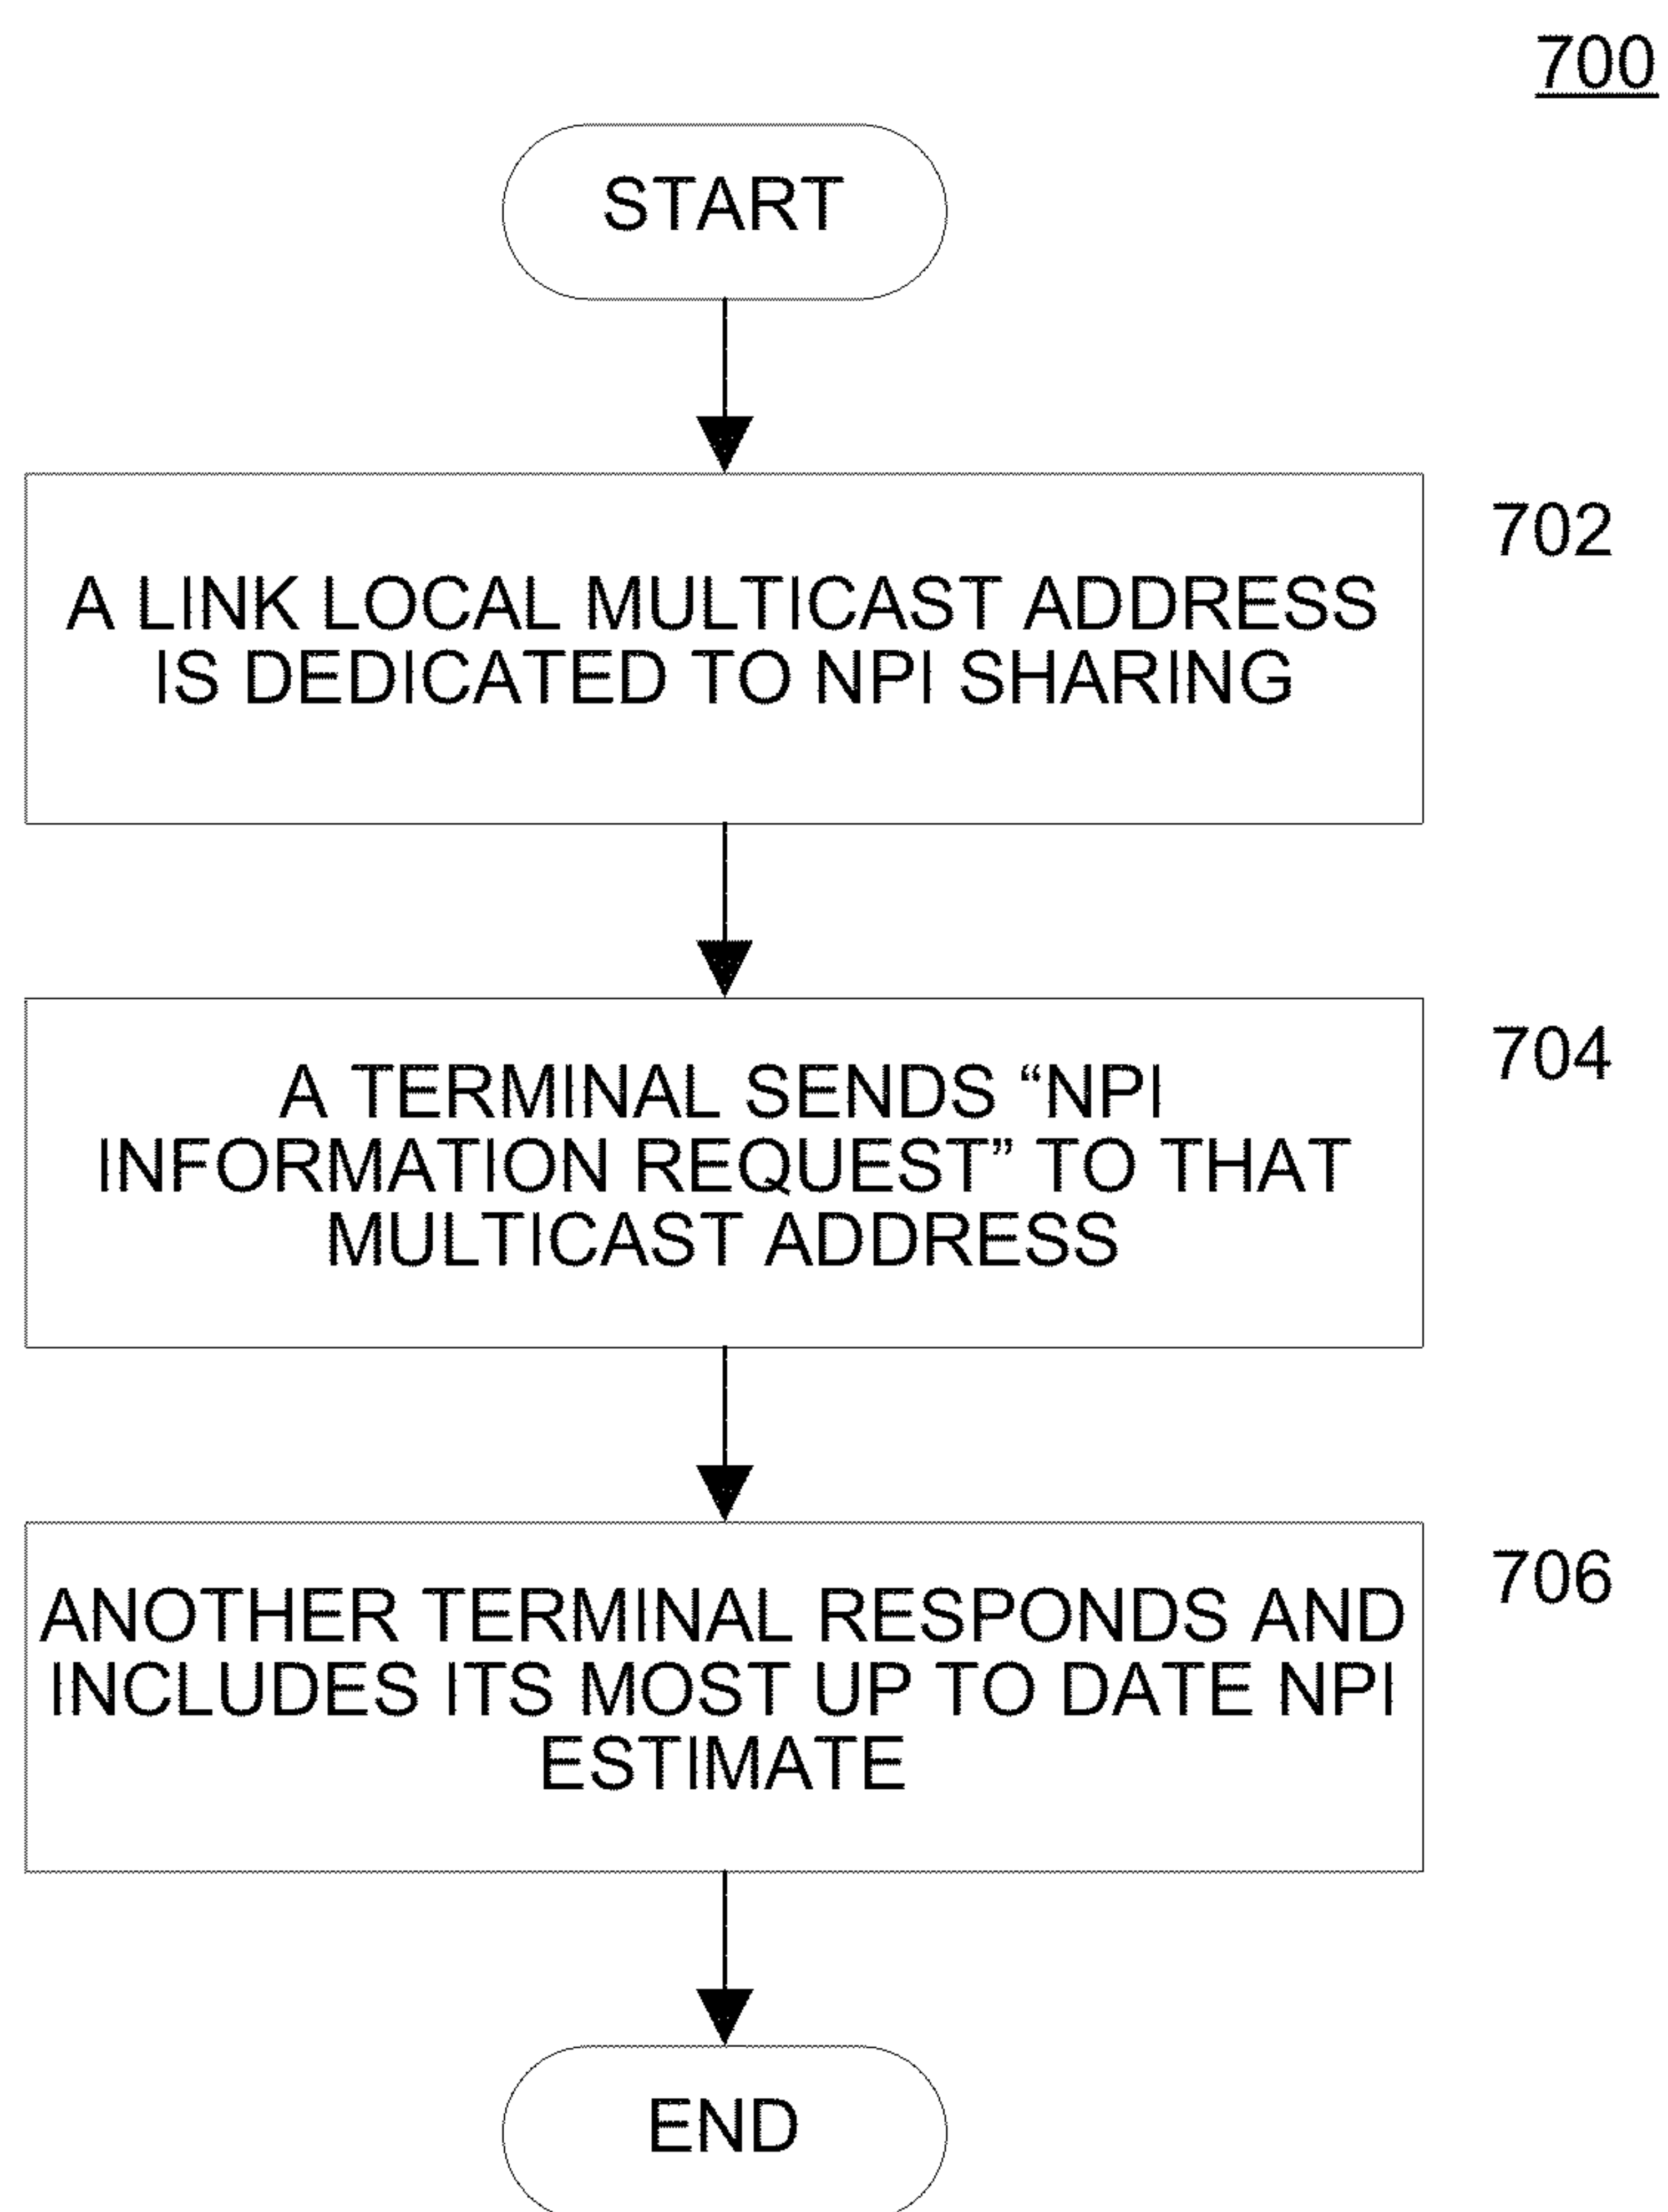 700
START
702
A LINK LOCAL MULTICAST ADDRESS
IS DEDICATED TO NPI SHARING
704
A TERMINAL SENDS “NPI
INFORMATION REQUEST” TO THAT
MULTICAST ADDRESS
706
ANOTHER TERMINAL RESPONDS AND
INCLUDES ITS MOST UP TO DATE NPI
ESTIMATE
END